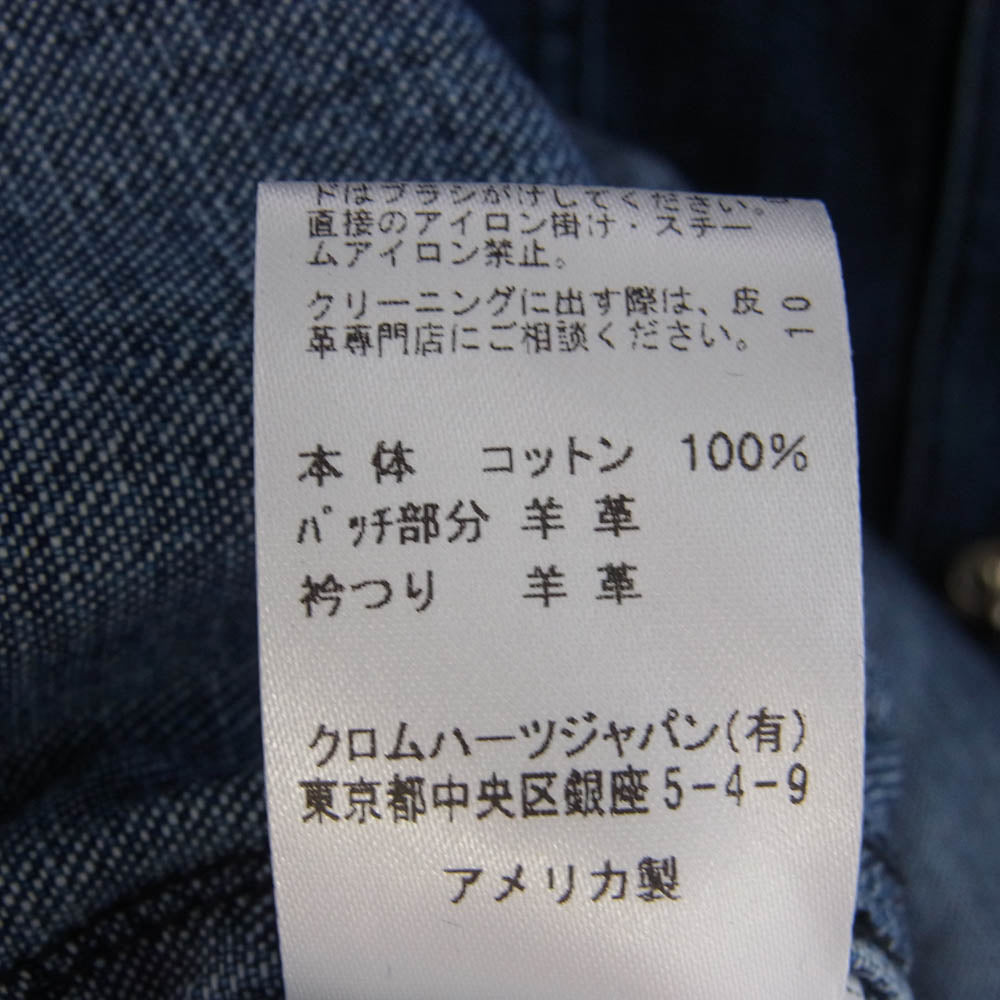 ドはブラシがけしてください。
直接のアイロン掛け・スチー
ムアイロン禁止。
クリーニングに出す際は、皮
革専門店にご相談ください。
10
本体 コットン 100%
ﾊﾟｯﾁ部分 羊革
衿つり 羊革
クロムハーツジャパン(有)
東京都中央区銀座5-4-9
アメリカ製